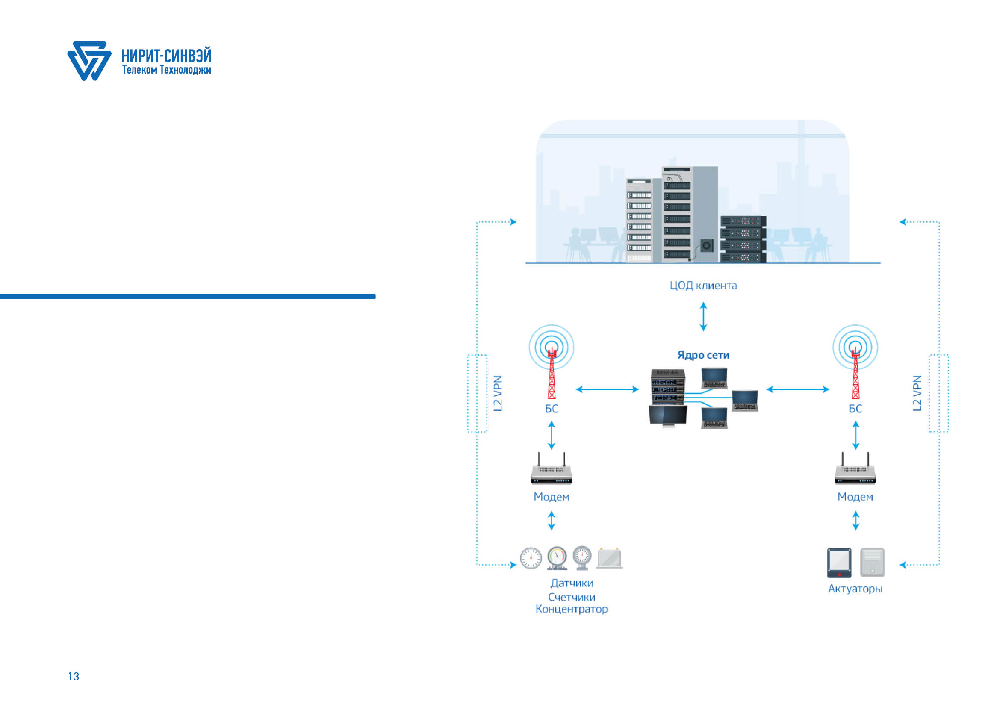 НИРИТ-СИНВЭЙ
Телеком Технолоджи
ЦОД клиента
Ядро сети
L2 VPN
БС
БС
L2 VPN
Модем
Модем
Датчики
Счетчики
Концентратор
Актуаторы
13